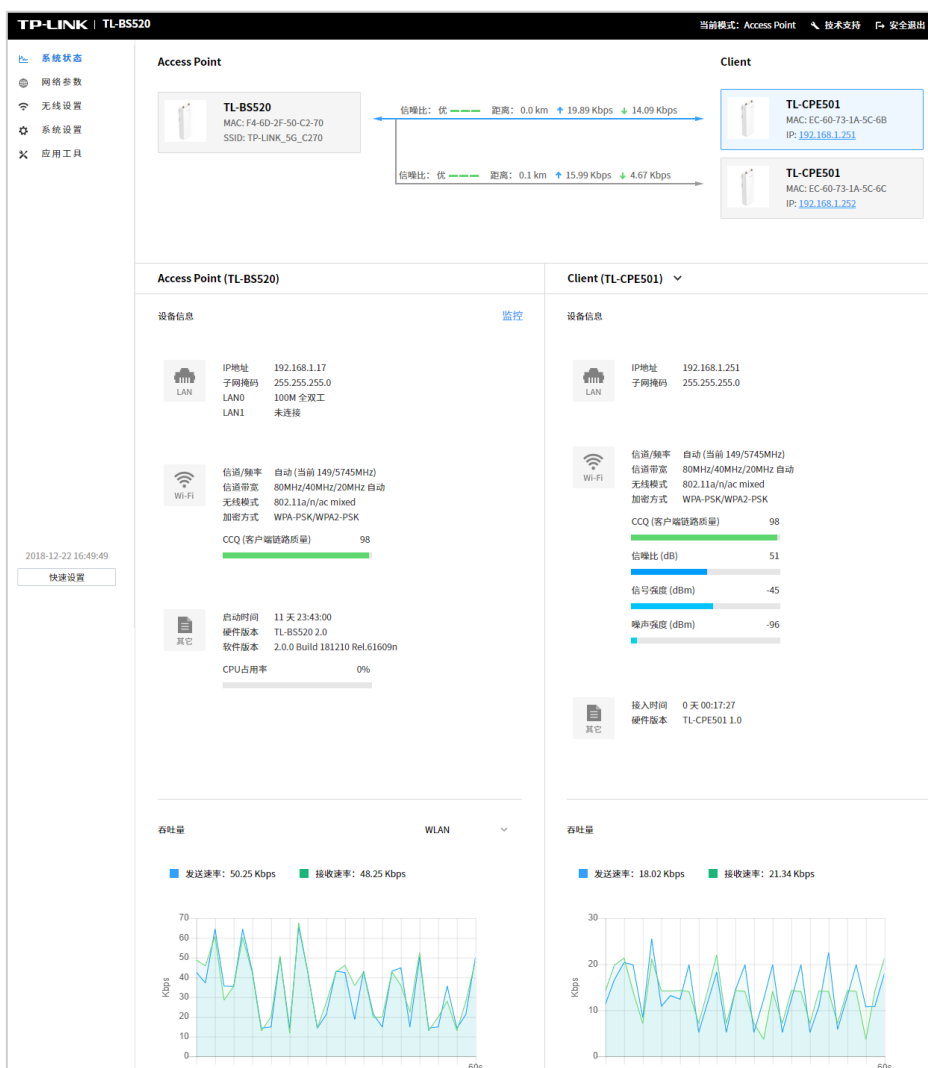 TP-LINK | TL-BS520
当前模式：Access Point 技术支持 安全退出
系统状态
网络参数
无线设置
系统设置
应用工具
2018-12-22 16:49:49
快速设置
Access Point
Client
TL-BS520
MAC: F4-6D-2F-50-C2-70
SSID: TP-LINK_5G_C270
信噪比： 优 距离： 0.0 km 19.89 Kbps 14.09 Kbps
信噪比： 优 距离： 0.1 km 15.99 Kbps 4.67 Kbps
TL-CPE501
MAC: EC-60-73-1A-5C-6B
IP: 192.168.1.251
TL-CPE501
MAC: EC-60-73-1A-5C-6C
IP: 192.168.1.252
Access Point (TL-BS520)
设备信息 监控
LAN
IP地址 192.168.1.17
子网掩码 255.255.255.0
LAN0 100M 全双工
LAN1 未连接
Wi-Fi
信道/频率 自动 (当前 149/5745MHz)
信道带宽 80MHz/40MHz/20MHz 自动
无线模式 802.11a/n/ac mixed
加密方式 WPA-PSK/WPA2-PSK
CCQ (客户端链路质量) 98
其它
启动时间 11 天 23:43:00
硬件版本 TL-BS520 2.0
软件版本 2.0.0 Build 181210 Rel.61609n
CPU占用率 0%
吞吐量 WLAN
发送速率：50.25 Kbps 接收速率：48.25 Kbps
Kbps
70
60
50
40
30
20
10
0
60s
Client (TL-CPE501)
设备信息
LAN
IP地址 192.168.1.251
子网掩码 255.255.255.0
Wi-Fi
信道/频率 自动 (当前 149/5745MHz)
信道带宽 80MHz/40MHz/20MHz 自动
无线模式 802.11a/n/ac mixed
加密方式 WPA-PSK/WPA2-PSK
CCQ (客户端链路质量) 98
信噪比 (dB) 51
信号强度 (dBm) -45
噪声强度 (dBm) -96
其它
接入时间 0 天 00:17:27
硬件版本 TL-CPE501 1.0
吞吐量
发送速率：18.02 Kbps 接收速率：21.34 Kbps
Kbps
30
20
10
0
60s